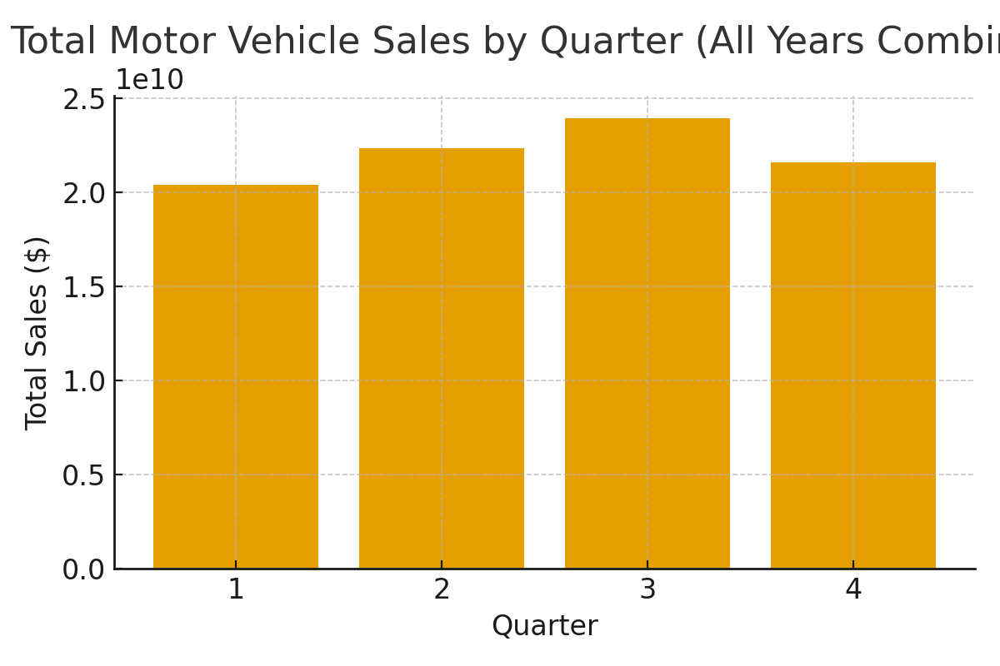 Total Motor Vehicle Sales by Quarter (All Years Combi
1e10
2.5
2.0
1.5
1.0
0.5
0.0
Total Sales ($)
1 2 3 4
Quarter